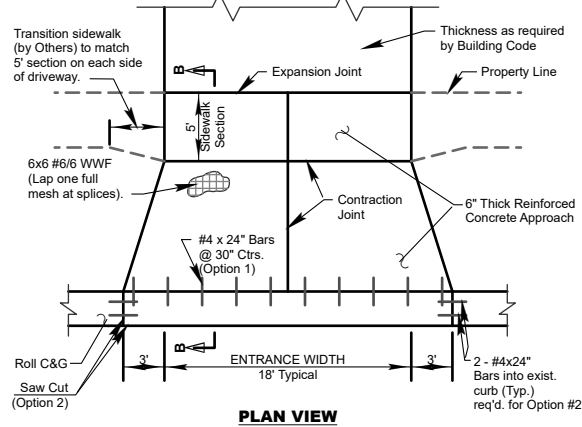 Transition sidewalk
(by Others) to match
5' section on each side
of driveway.
Thickness as required
by Building Code
B
Expansion Joint
Property Line
5'
Sidewalk
Section
6x6 #6/6 WWF
(Lap one full
mesh at splices).
Contraction
Joint
6" Thick Reinforced
Concrete Approach
#4 x 24" Bars
@ 30" Ctrs.
(Option 1)
Roll C&G
Saw Cut
(Option 2)
3'
B
ENTRANCE WIDTH
18' Typical
3'
2 - #4x24"
Bars into exist.
curb (Typ.)
req'd. for Option #2
PLAN VIEW